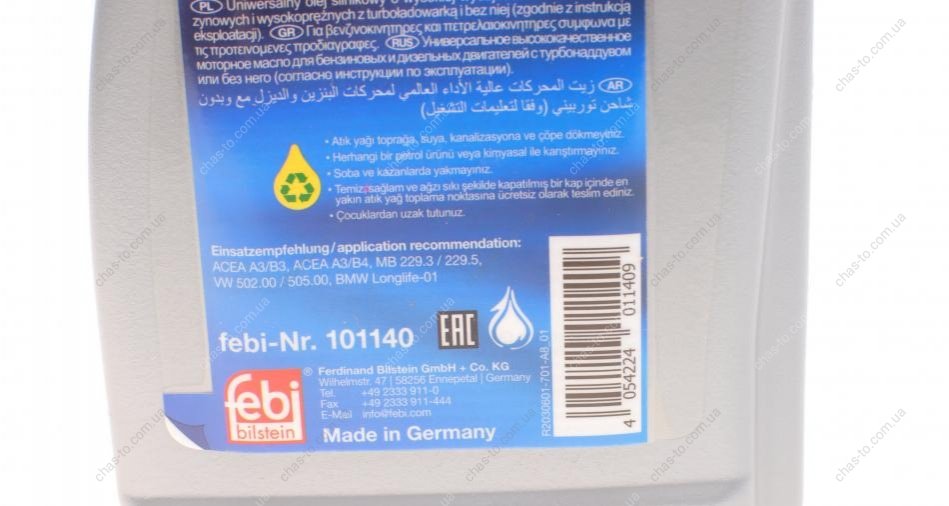 PL Uniwersalny olej silnikowy o wysokiej
zynowych i wysokoprężnych z turboładowarką i bez niej (zgodnie z instrukcją
eksploatacji). GR Για βενζινοκινητήρες και πετρελαιοκινητήρες σύμφωνα με
τις προτεινόμενες προδιαγραφές. RUS Универсальное высококачественное
моторное масло для бензиновых и дизельных двигателей с турбонаддувом
или без него (согласно инструкции по эксплуатации).
AR زيت المحركات عالية الأداء العالمي لمحركات البنزين والديزل مع وبدون
شاحن توربيني (وفقا لتعليمات التشغيل)
• Atık yağı toprağa, suya, kanalizasyona ve çöpe dökmeyiniz.
• Herhangi bir petrol ürünü veya kimyasal ile karıştırmayınız.
• Soba ve kazanlarda yakmayınız.
• Temiz, sağlam ve ağzı sıkı şekilde kapatılmış bir kap içinde en
yakın atık yağ toplama noktasına ücretsiz olarak teslim ediniz.
• Çocuklardan uzak tutunuz.
Einsatzempfehlung/application recommendation:
ACEA A3/B3, ACEA A3/B4, MB 229.3 / 229.5,
VW 502.00 / 505.00, BMW Longlife-01
febi-Nr. 101140
EAC
febi®
bilstein
Ferdinand Bilstein GmbH + Co. KG
Wilhelmstr. 47 | 58256 Ennepetal | Germany
Tel. +49 2333 911-0
Fax +49 2333 911-444
E-Mail info@febi.com
Made in Germany
R2030601-701-A8_01
4 054224 011409
chas-to.com.ua